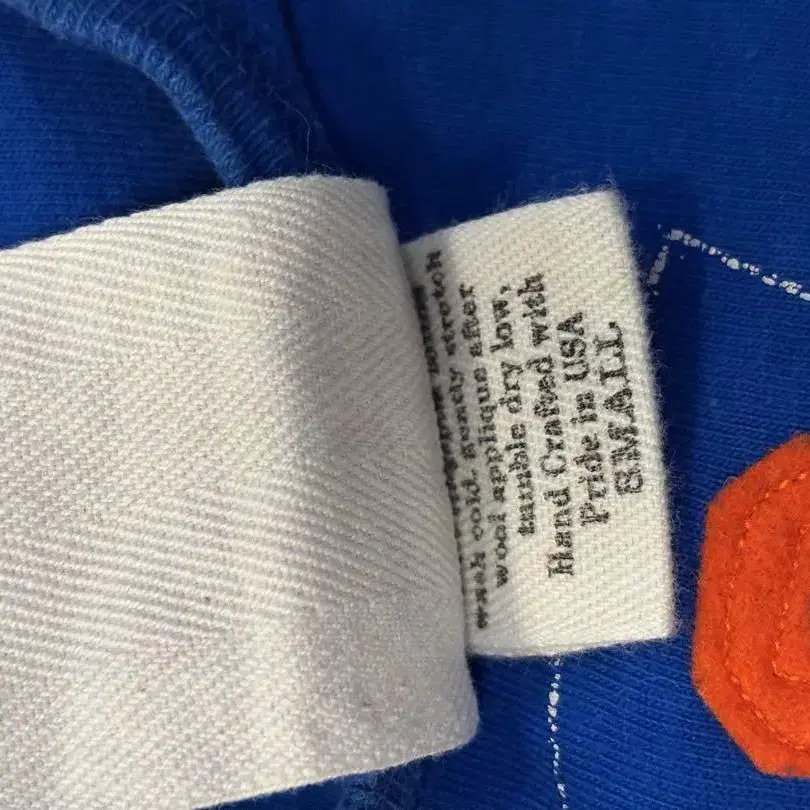 wash cold, gently stretch
wool applique after
tumble dry low,
Hand Crafted with
Pride in USA
SMALL